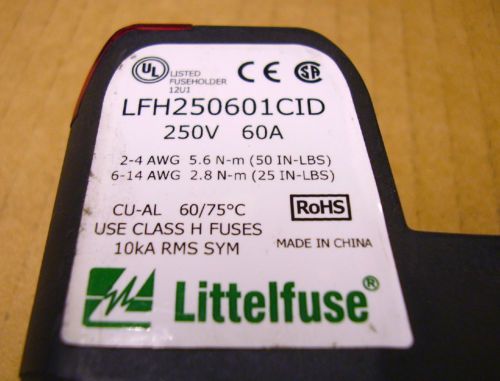 UL LISTED
FUSEHOLDER
12U1
CE SA
LFH250601CID
250V 60A
2-4 AWG 5.6 N-m (50 IN-LBS)
6-14 AWG 2.8 N-m (25 IN-LBS)
CU-AL 60/75°C
RoHS
USE CLASS H FUSES
10kA RMS SYM
MADE IN CHINA
Littelfuse®